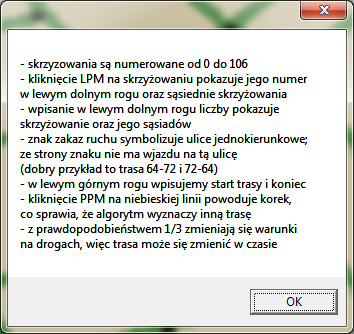 - skrzyzowania są numerowane od 0 do 106
- kliknięcie LPM na skrzyżowaniu pokazuje jego numer
w lewym dolnym rogu oraz sąsiednie skrzyżowania
- wpisanie w lewym dolnym rogu liczby pokazuje
skrzyżowanie oraz jego sąsiadów
- znak zakaz ruchu symbolizuje ulice jednokierunkowe;
ze strony znaku nie ma wjazdu na tą ulicę
(dobry przykład to trasa 64-72 i 72-64)
- w lewym górnym rogu wpisujemy start trasy i koniec
- kliknięcie PPM na niebieskiej linii powoduje korek,
co sprawia, że algorytm wyznaczy inną trasę
- z prawdopodobieństwem 1/3 zmieniają się warunki
na drogach, więc trasa może się zmienić w czasie
OK